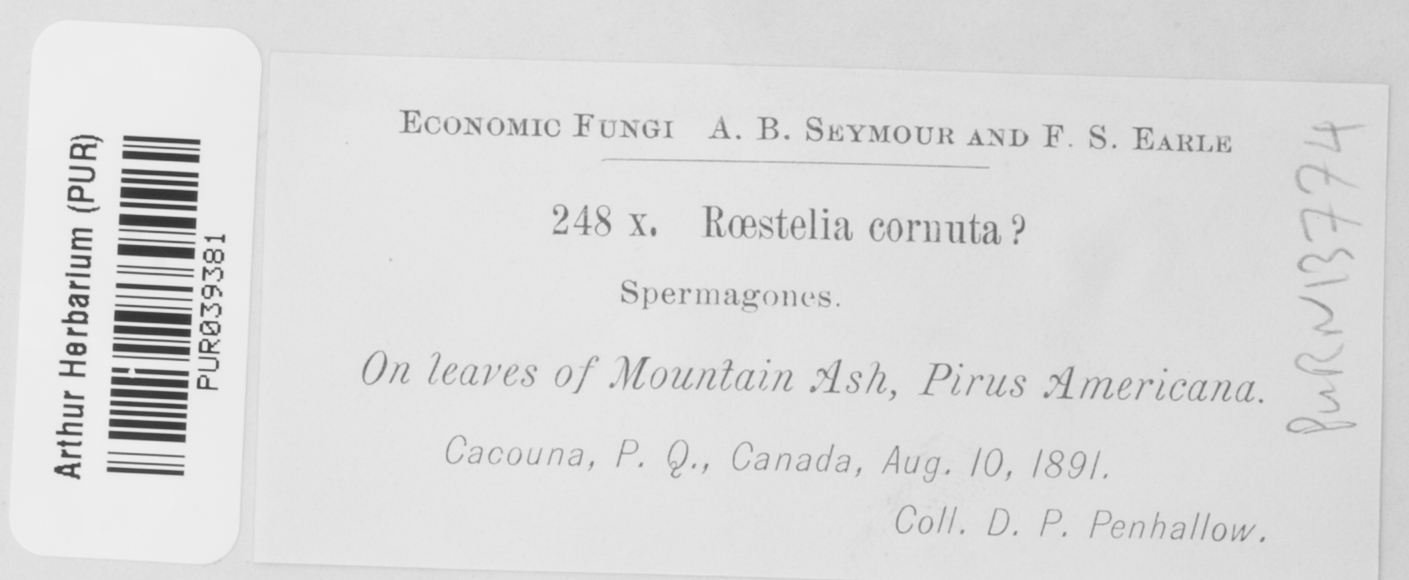 Arthur Herbarium (PUR)
PUR039381
ECONOMIC FUNGI A. B. SEYMOUR AND F. S. EARLE
248 x. Rœstelia cornuta?
Spermagones.
On leaves of Mountain Ash, Pirus Americana.
Cacouna, P. Q., Canada, Aug. 10, 1891.
Coll. D. P. Penhallow.
PURN13774